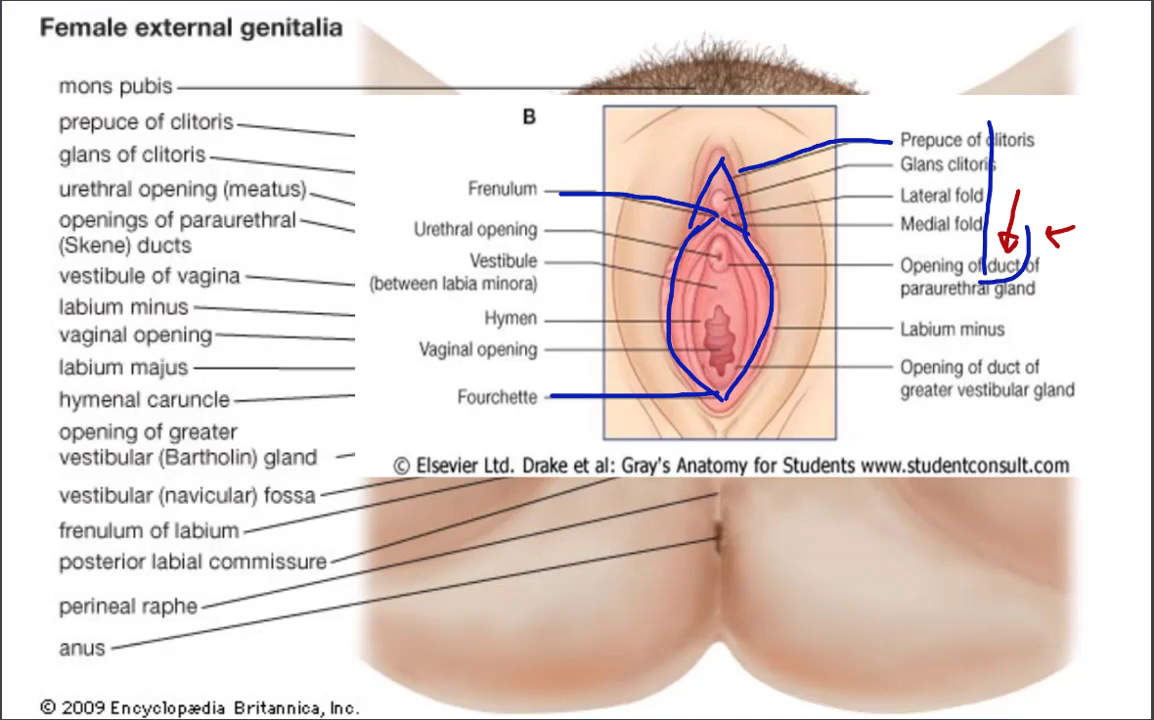 Female external genitalia
mons pubis
prepuce of clitoris
glans of clitoris
urethral opening (meatus)
openings of paraurethral
(Skene) ducts
vestibule of vagina
labium minus
vaginal opening
labium majus
hymenal caruncle
opening of greater
vestibular (Bartholin) gland
vestibular (navicular) fossa
frenulum of labium
posterior labial commissure
perineal raphe
anus
© 2009 Encyclopædia Britannica, Inc.
B
Frenulum
Urethral opening
Vestibule
(between labia minora)
Hymen
Vaginal opening
Fourchette
Prepuce of clitoris
Glans clitoris
Lateral fold
Medial fold
Opening of duct of
paraurethral gland
Labium minus
Opening of duct of
greater vestibular gland
© Elsevier Ltd. Drake et al: Gray's Anatomy for Students www.studentconsult.com